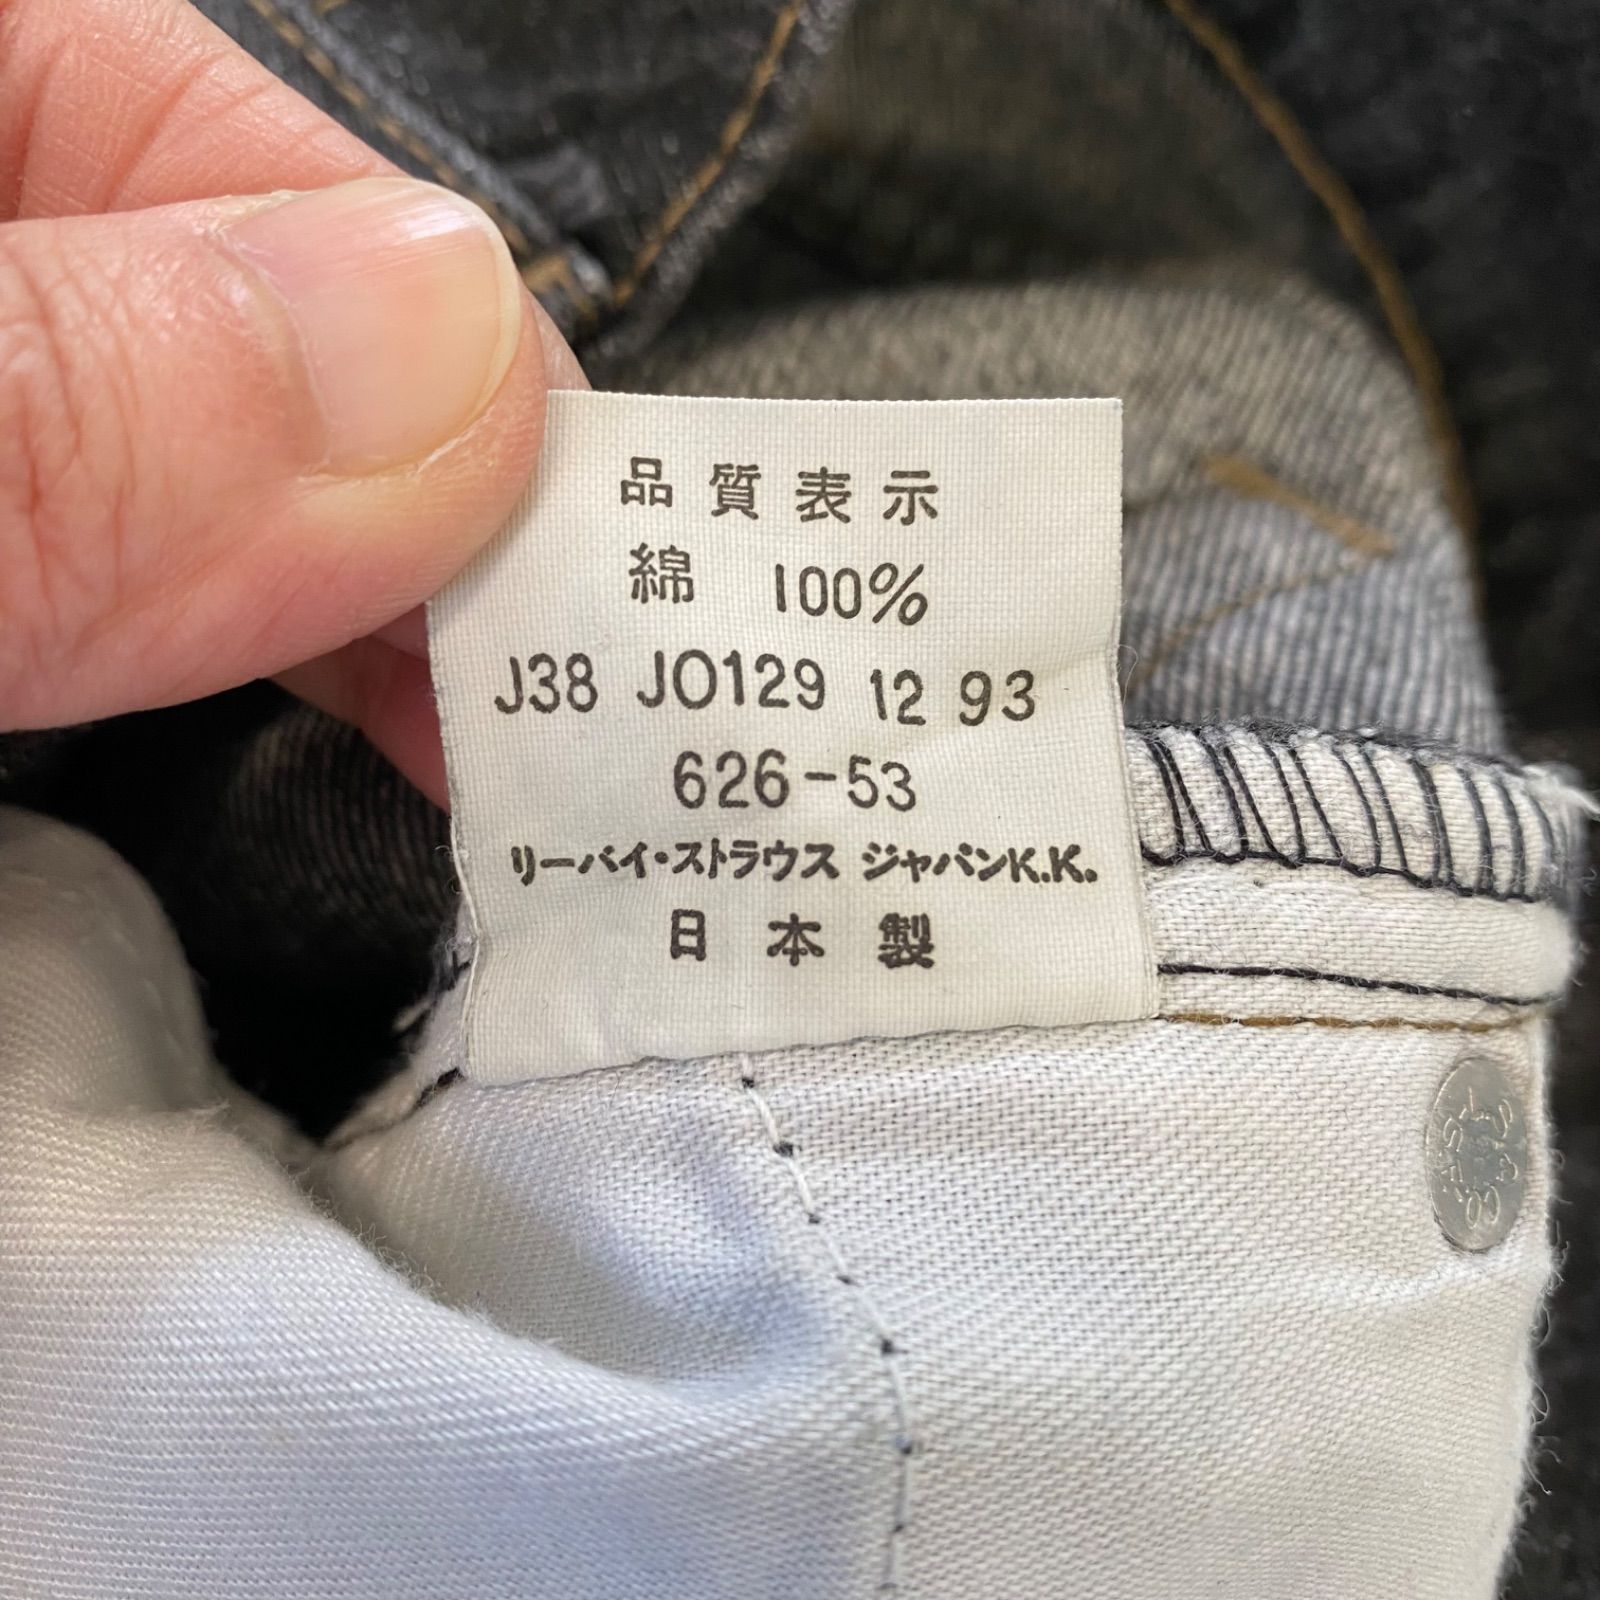 品質表示
綿 100%
J38 JO129 12 93
626-53
リーバイ・ストラウス ジャパンK.K.
日本製